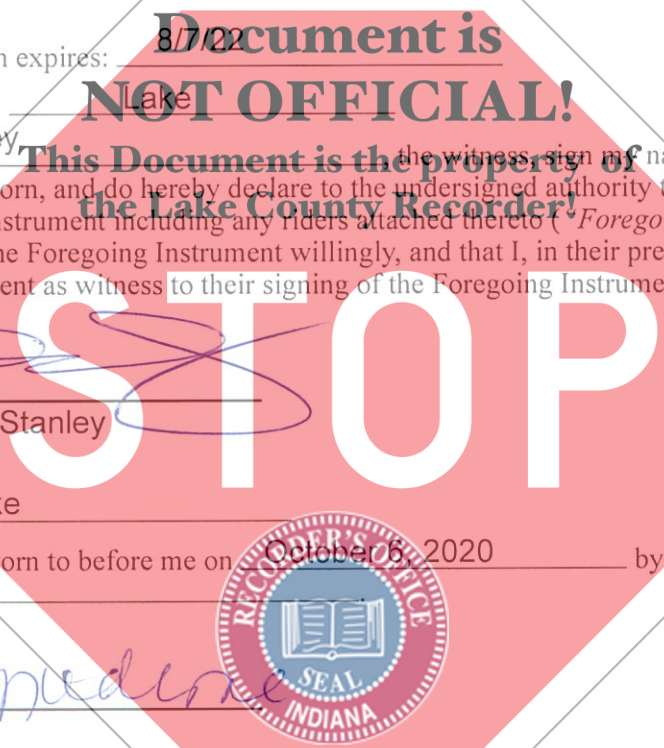 Document is
n expires: 8/7/22
NOT OFFICIAL!
Lake
y
This Document is the property of
, the witness, sign my na
orn, and do hereby declare to the undersigned authority t
the Lake County Recorder!
strument including any riders attached thereto ("Forego
he Foregoing Instrument willingly, and that I, in their pre
ent as witness to their signing of the Foregoing Instrume
STOP
Stanley
ke
orn to before me on October 6, 2020 by
RECORDER'S OFFICE
SEAL
INDIANA